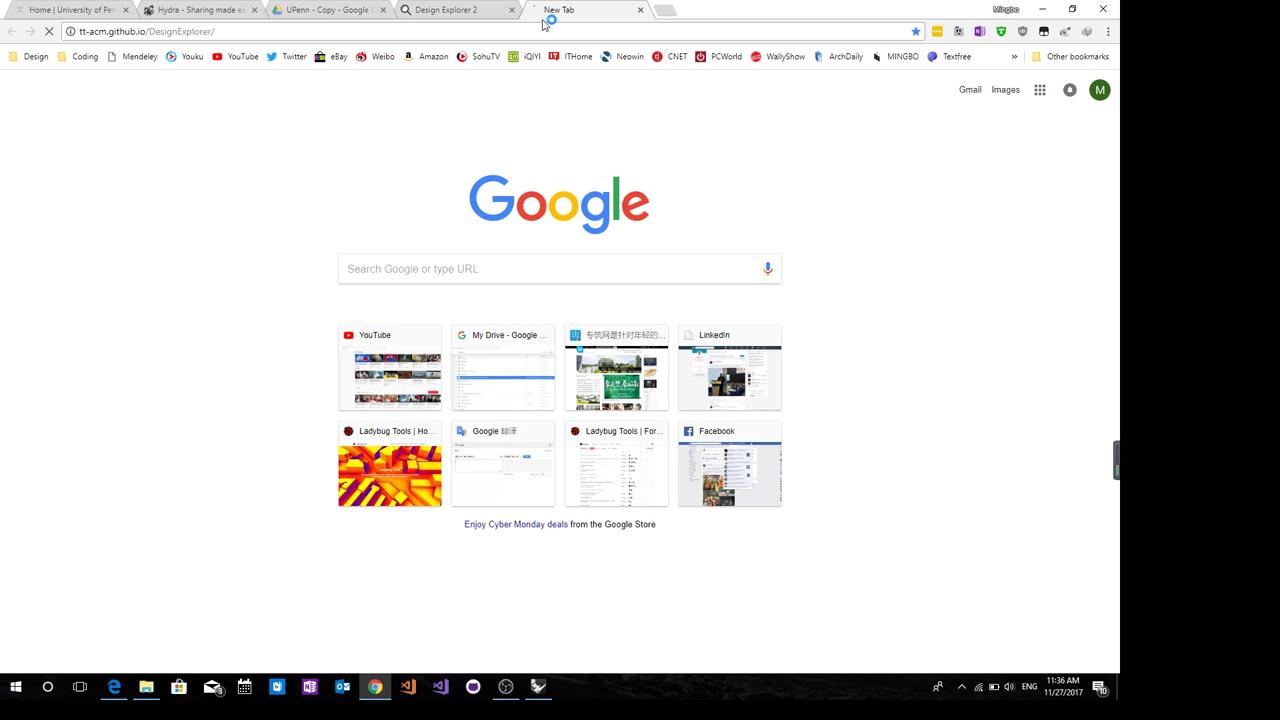 Home | University of Pen
Hydra - Sharing made ea
UPenn - Copy - Google D
Design Explorer 2
New Tab
Mingbo
tt-acm.github.io/DesignExplorer/
Design
Coding
Mendeley
Youku
YouTube
Twitter
eBay
Weibo
Amazon
SohuTV
iQIYI
ITHome
Neowin
CNET
PCWorld
WallyShow
ArchDaily
MINGBO
Textfree
»
Other bookmarks
Gmail
Images
M
Google
Search Google or type URL
YouTube
My Drive - Google ...
专筑网是针对年轻的...
LinkedIn
Ladybug Tools | Ho...
Google 翻译
Ladybug Tools | For...
Facebook
Enjoy Cyber Monday deals from the Google Store
ENG
11:36 AM
11/27/2017
10